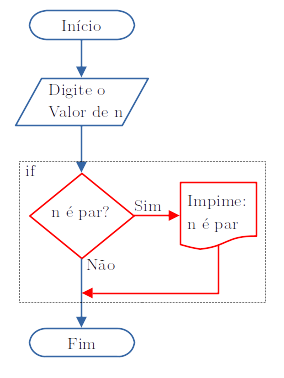 Início
Digite o
Valor de n
if
n é par?
Sim
Impime:
n é par
Não
Fim